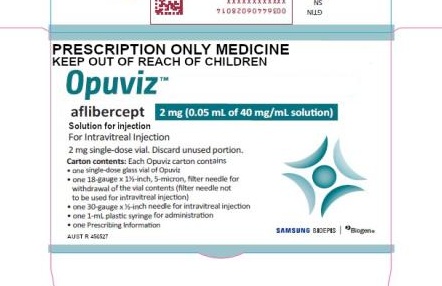 PRESCRIPTION ONLY MEDICINE
KEEP OUT OF REACH OF CHILDREN
Opuviz™
aflibercept 2 mg (0.05 mL of 40 mg/mL solution)
Solution for injection
For Intravitreal Injection
2 mg single-dose vial. Discard unused portion.
Carton contents: Each Opuviz carton contains
• one single-dose glass vial of Opuviz
• one 18-gauge x 1½-inch, 5-micron, filter needle for
withdrawal of the vial contents (filter needle not
to be used for intravitreal injection)
• one 30-gauge x ½-inch needle for intravitreal injection
• one 1-mL plastic syringe for administration
• one Prescribing Information
SAMSUNG BIOEPIS | Biogen
AUST R
GTIN
SN